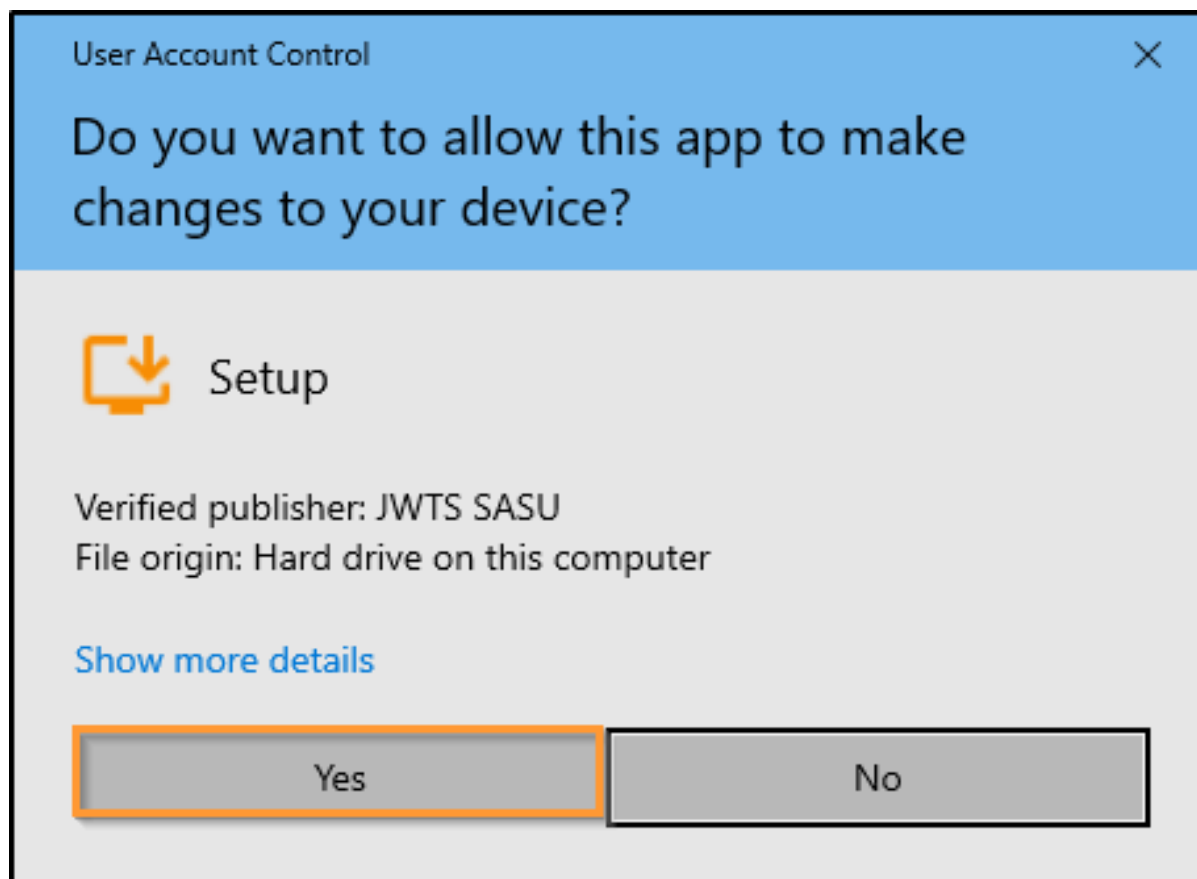 User Account Control
Do you want to allow this app to make
changes to your device?
Setup
Verified publisher: JWTS SASU
File origin: Hard drive on this computer
Show more details
Yes
No